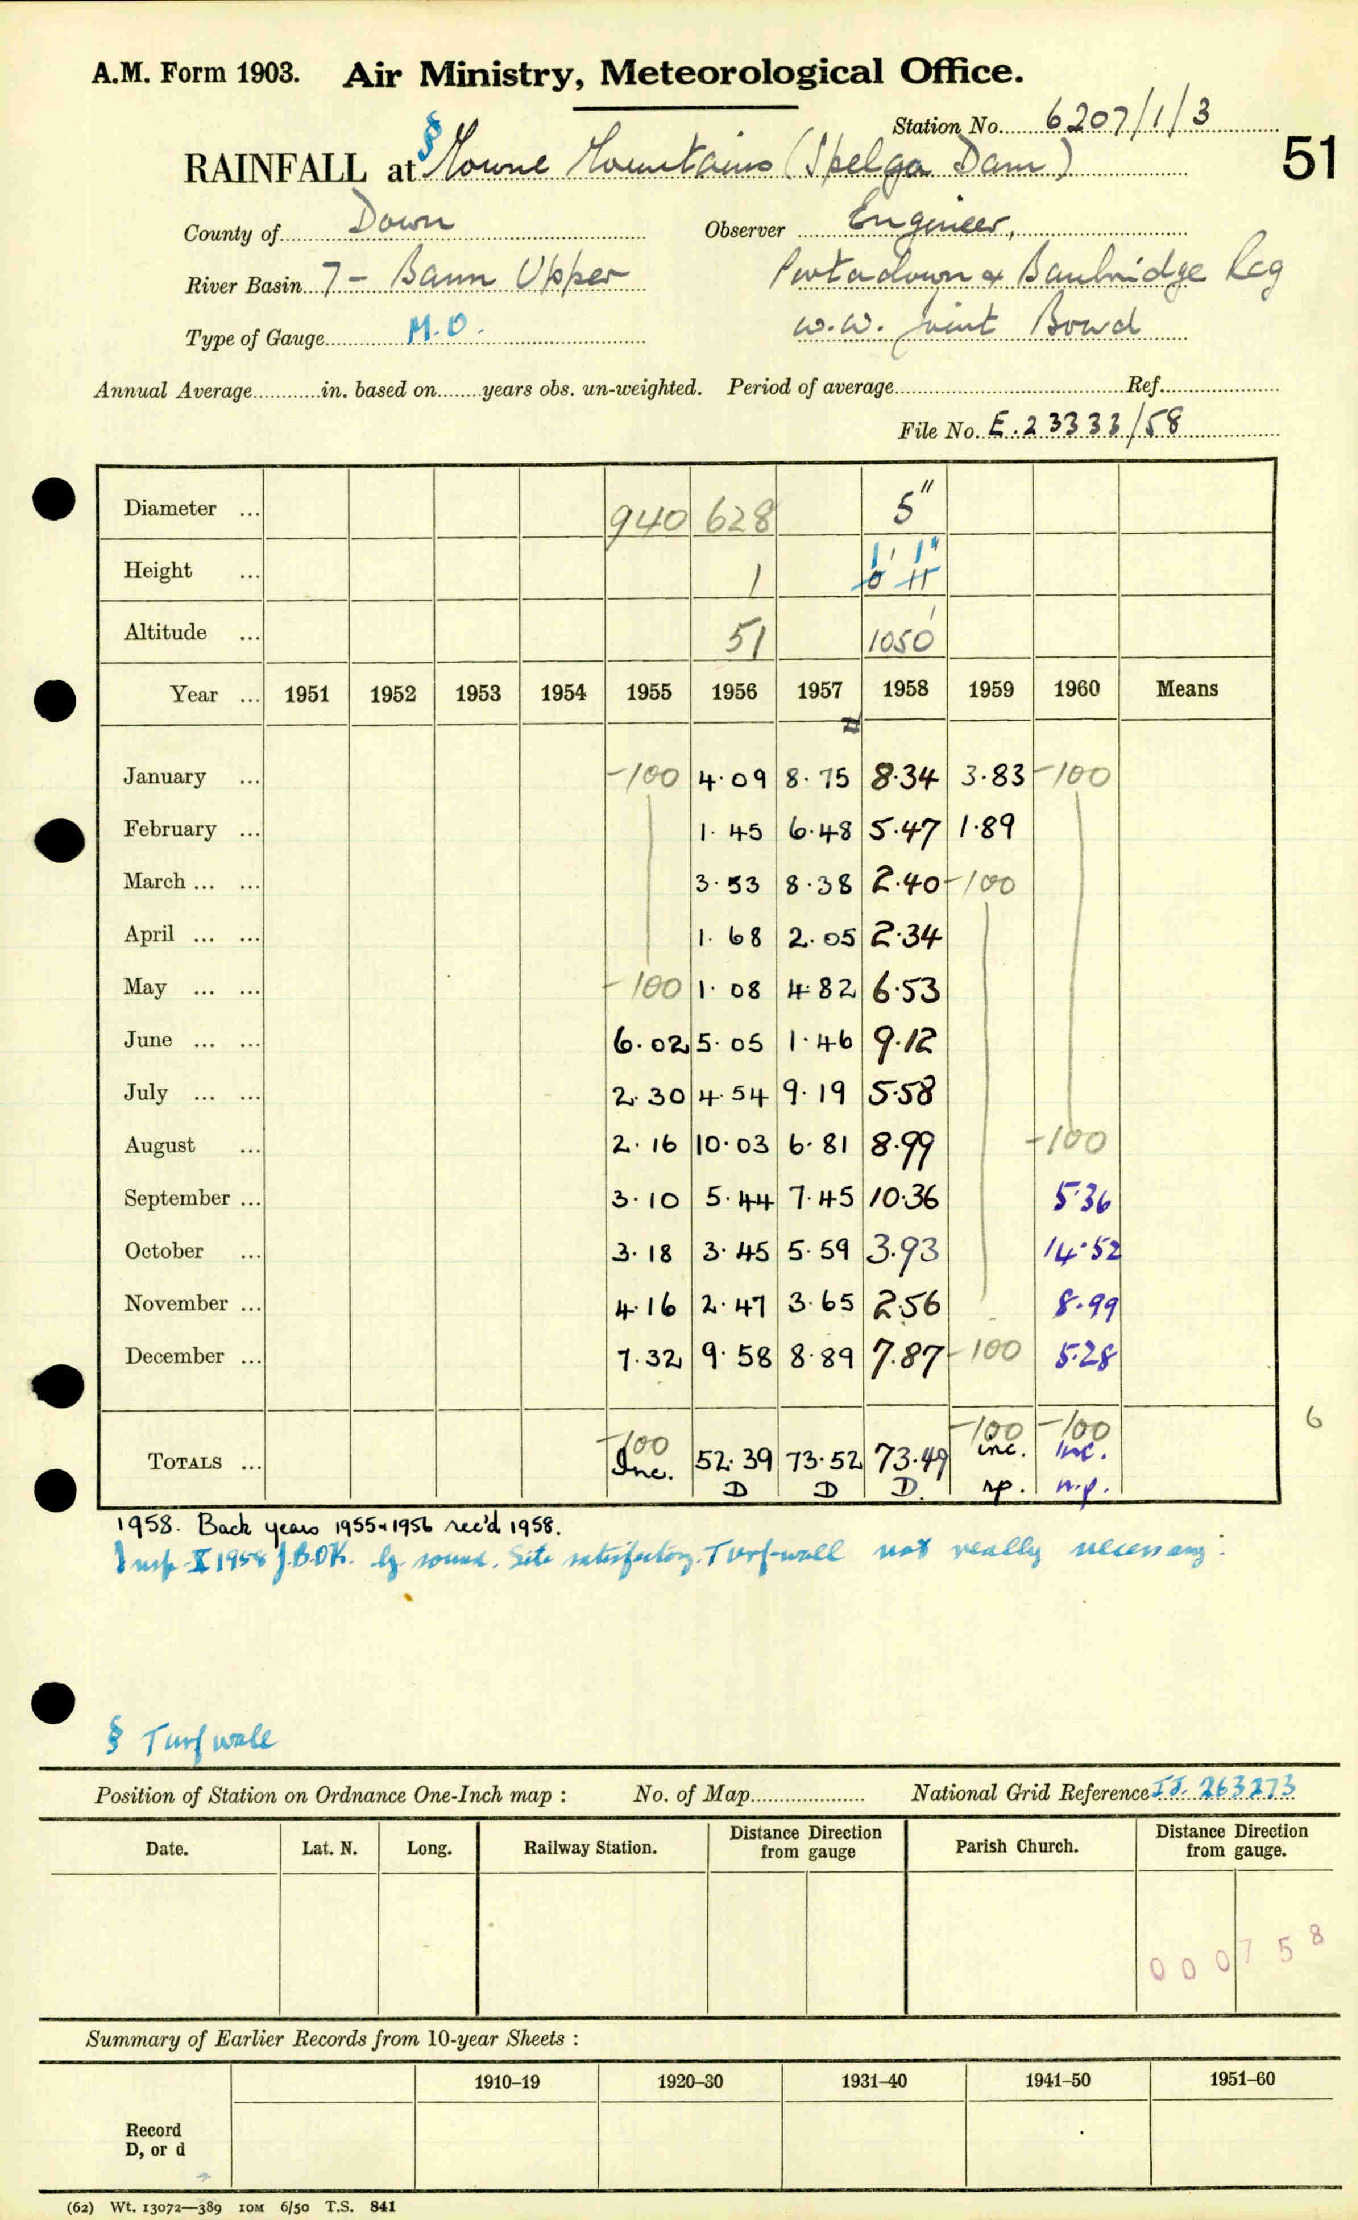 A.M. Form 1903. Air Ministry, Meteorological Office.
Station No. 6207/1/3
51
RAINFALL at § Mourne Mountains (Spelga Dam)
County of Down Observer Engineer,
River Basin 7 - Bann Upper Portadown & Banbridge Reg
Type of Gauge M.O. W.W. Joint Board
Annual Average in. based on years obs. un-weighted. Period of average Ref.
File No. E.23333/58
Diameter ... 940 628 5"
Height ... 1 1' 1" 0 11
Altitude ... 51 1050'
Year ... 1951 1952 1953 1954 1955 1956 1957 1958 1959 1960 Means
January ... -100 4.09 8.75 8.34 3.83 -100
February ... 1.45 6.48 5.47 1.89
March ... ... 3.53 8.38 2.40 -100
April ... ... 1.68 2.05 2.34
May ... ... -100 1.08 4.82 6.53
June ... ... 6.02 5.05 1.46 9.12
July ... ... 2.30 4.54 9.19 5.58
August ... 2.16 10.03 6.81 8.99 -100
September ... 3.10 5.44 7.45 10.36 5.36
October ... 3.18 3.45 5.59 3.93 14.52
November ... 4.16 2.47 3.65 2.56 8.99
December ... 7.32 9.58 8.89 7.87 -100 5.28
-100 -100 -100 6
TOTALS ... Inc. 52.39 73.52 73.49 inc. inc.
D D D. np. n.p.
1958. Back years 1955 & 1956 rec'd 1958.
Insp. X 1958 J.B.OK. sound. Site satisfactory. Turf-wall not really necessary.
§ Turf wall
Position of Station on Ordnance One-Inch map : No. of Map National Grid Reference IJ. 263273
Date. Lat. N. Long. Railway Station. Distance Direction from gauge Parish Church. Distance Direction from gauge.
0 0 0 7 5 8
Summary of Earlier Records from 10-year Sheets :
1910–19 1920–30 1931–40 1941–50 1951–60
Record
D, or d
(62) Wt. 13072—389 10M 6/50 T.S. 841